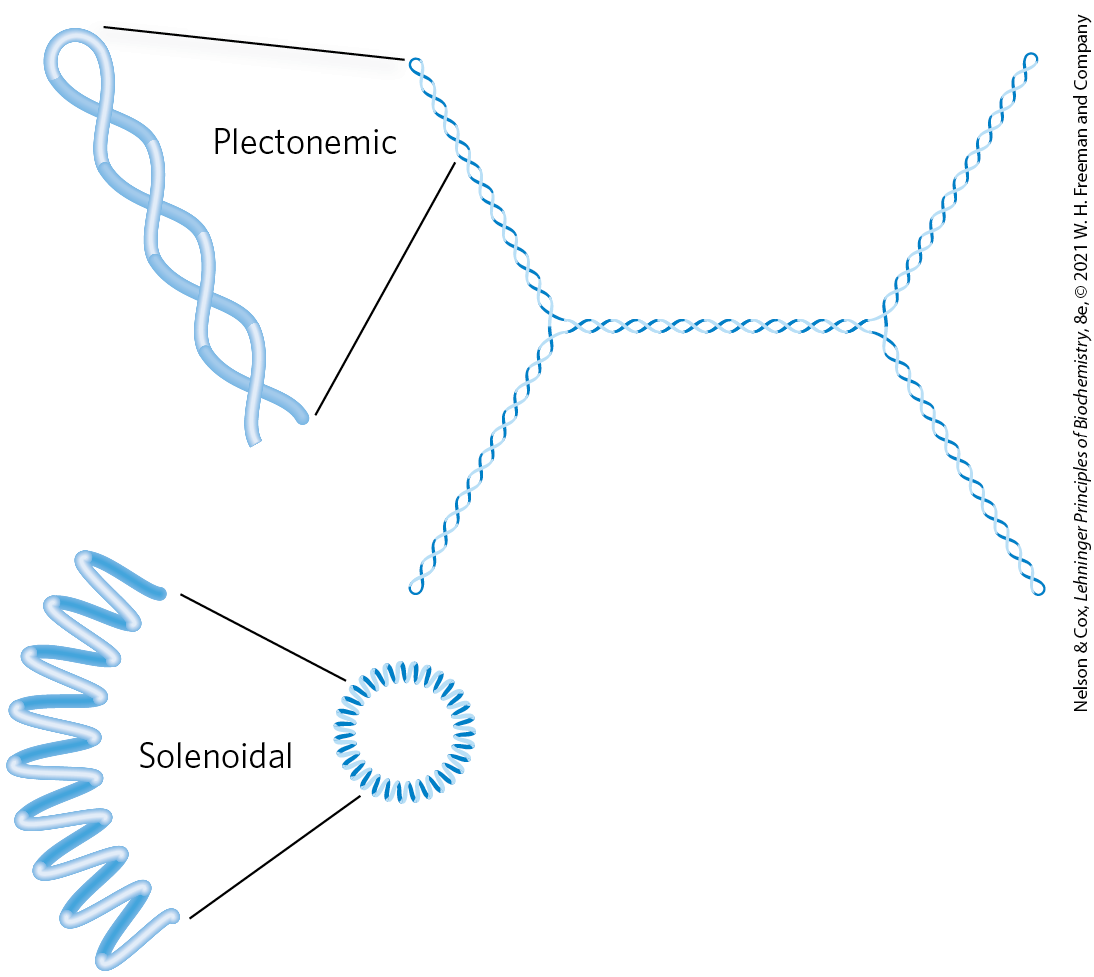 Plectonemic
Solenoidal
Nelson & Cox, Lehninger Principles of Biochemistry, 8e, © 2021 W. H. Freeman and Company